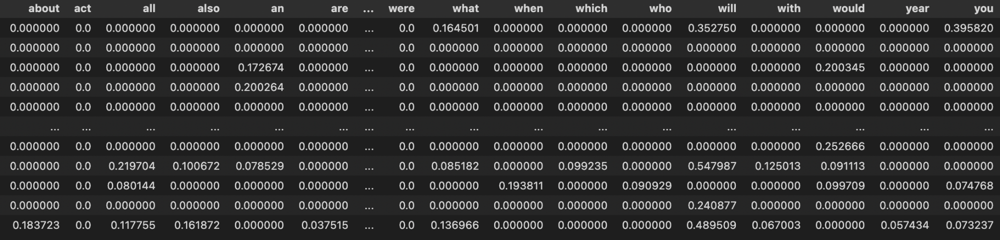 about act all also an are ... were what when which who will with would year you
0.000000 0.0 0.000000 0.000000 0.000000 0.000000 ... 0.0 0.164501 0.000000 0.000000 0.000000 0.352750 0.000000 0.000000 0.000000 0.395820
0.000000 0.0 0.000000 0.000000 0.000000 0.000000 ... 0.0 0.000000 0.000000 0.000000 0.000000 0.000000 0.000000 0.000000 0.000000 0.000000
0.000000 0.0 0.000000 0.000000 0.172674 0.000000 ... 0.0 0.000000 0.000000 0.000000 0.000000 0.000000 0.000000 0.200345 0.000000 0.000000
0.000000 0.0 0.000000 0.000000 0.200264 0.000000 ... 0.0 0.000000 0.000000 0.000000 0.000000 0.000000 0.000000 0.000000 0.000000 0.000000
0.000000 0.0 0.000000 0.000000 0.000000 0.000000 ... 0.0 0.000000 0.000000 0.000000 0.000000 0.000000 0.000000 0.000000 0.000000 0.000000
... ... ... ... ... ... ... ... ... ... ... ... ... ... ... ... ...
0.000000 0.0 0.000000 0.000000 0.000000 0.000000 ... 0.0 0.000000 0.000000 0.000000 0.000000 0.000000 0.000000 0.252666 0.000000 0.000000
0.000000 0.0 0.219704 0.100672 0.078529 0.000000 ... 0.0 0.085182 0.000000 0.099235 0.000000 0.547987 0.125013 0.091113 0.000000 0.000000
0.000000 0.0 0.080144 0.000000 0.000000 0.000000 ... 0.0 0.000000 0.193811 0.000000 0.090929 0.000000 0.000000 0.099709 0.000000 0.074768
0.000000 0.0 0.000000 0.000000 0.000000 0.000000 ... 0.0 0.000000 0.000000 0.000000 0.000000 0.240877 0.000000 0.000000 0.000000 0.000000
0.183723 0.0 0.117755 0.161872 0.000000 0.037515 ... 0.0 0.136966 0.000000 0.000000 0.000000 0.489509 0.067003 0.000000 0.057434 0.073237